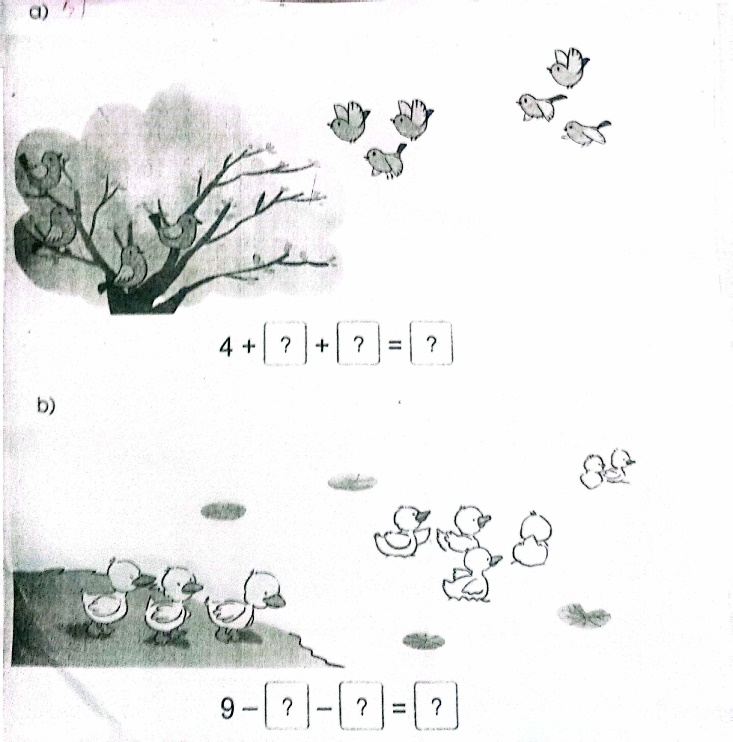 a)
4 + ? + ? = ?
b)
9 – ? – ? = ?